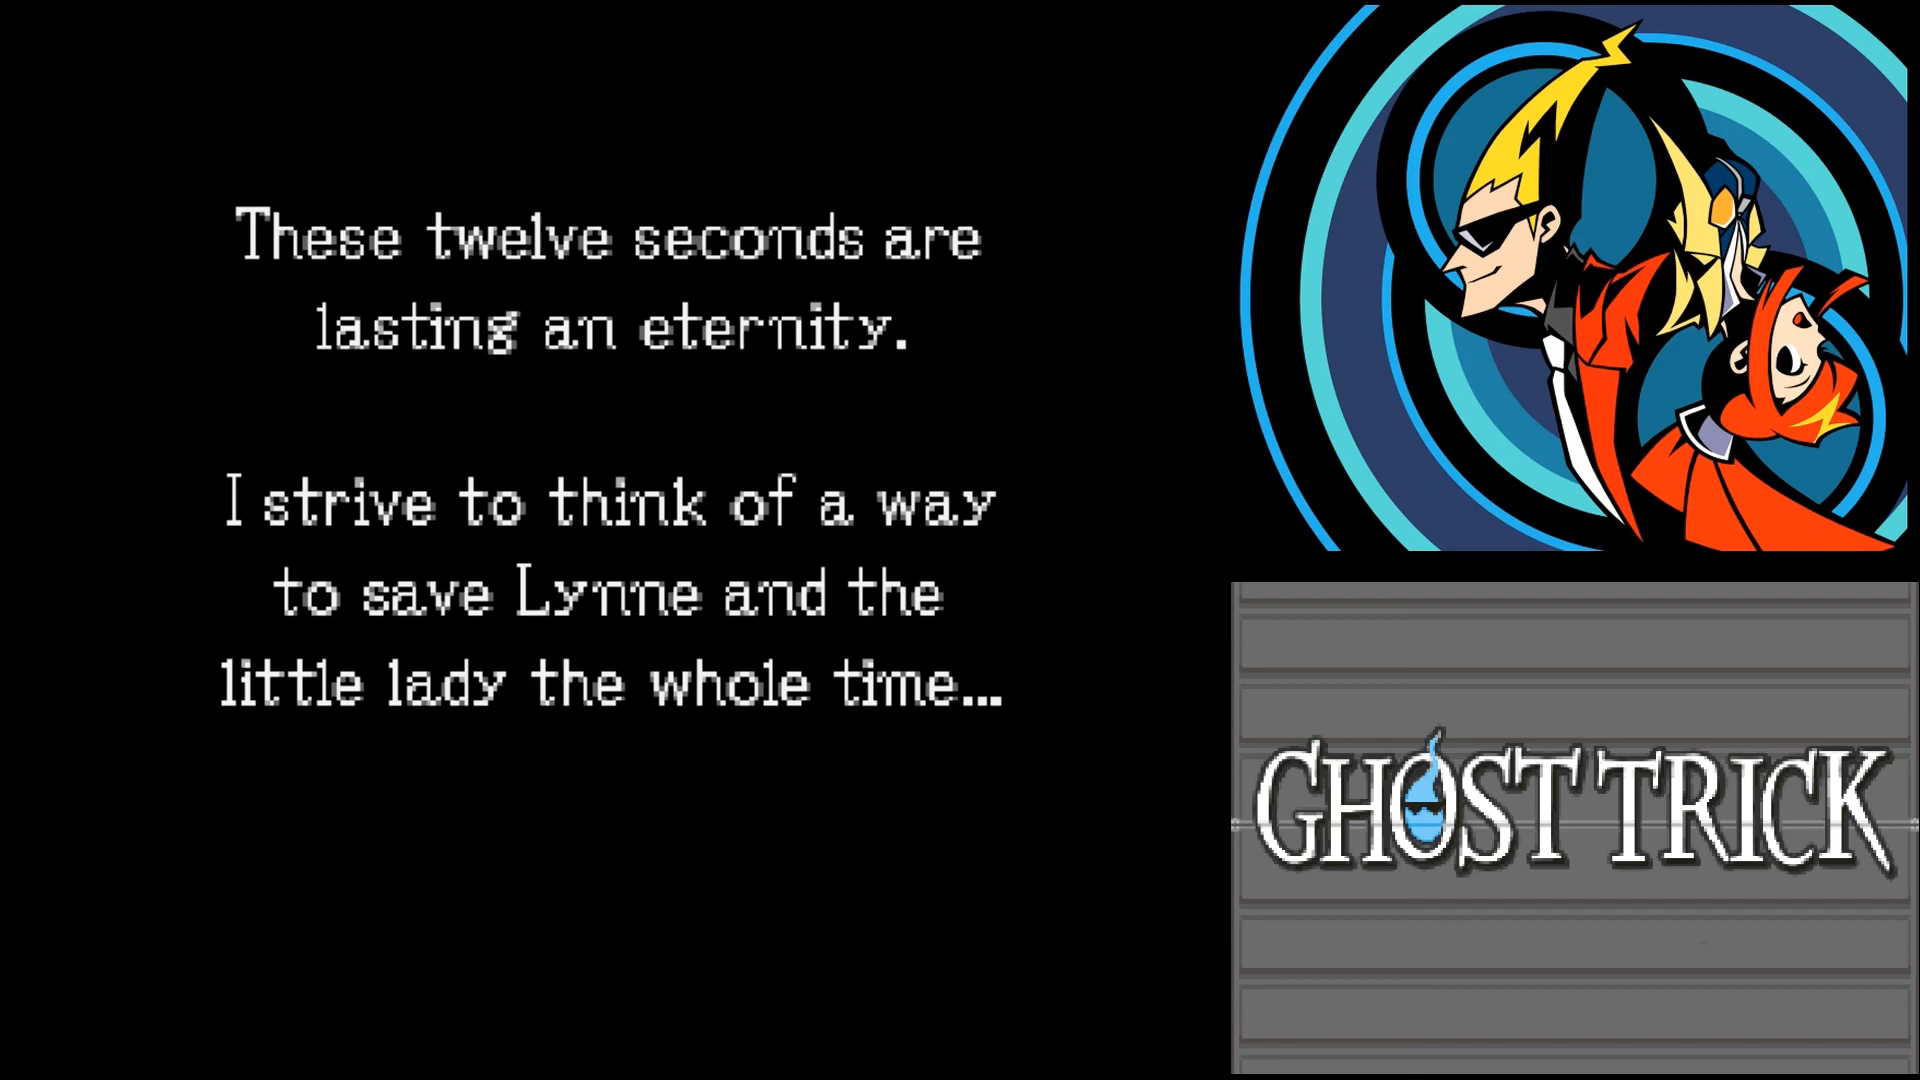 These twelve seconds are
lasting an eternity.
I strive to think of a way
to save Lynne and the
little lady the whole time...
GHOST TRICK